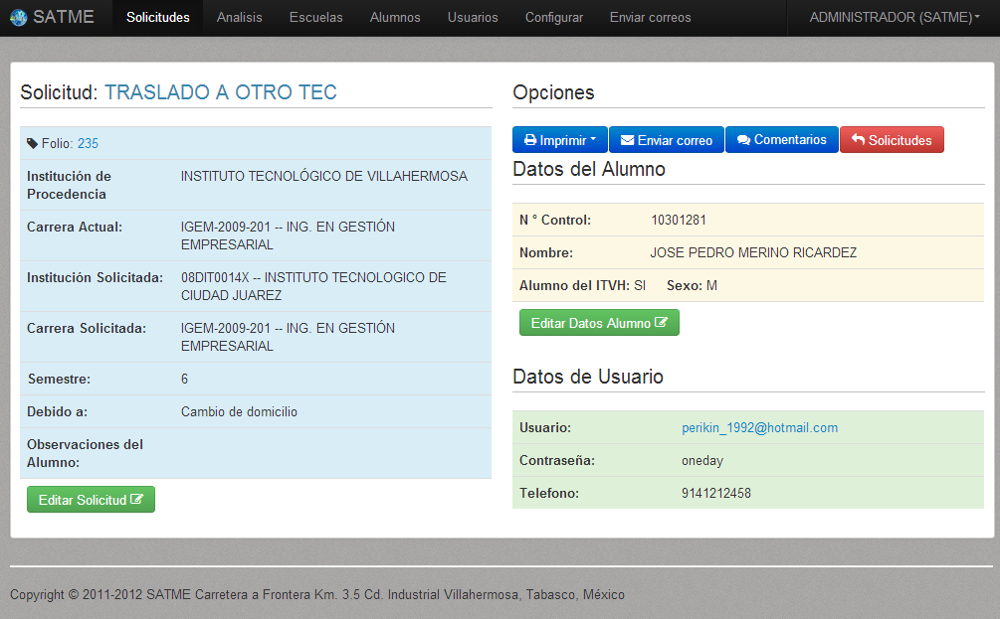 SATME Solicitudes Analisis Escuelas Alumnos Usuarios Configurar Enviar correos ADMINISTRADOR (SATME)
Solicitud: TRASLADO A OTRO TEC
Folio: 235
Institución de INSTITUTO TECNOLÓGICO DE VILLAHERMOSA
Procedencia
Carrera Actual: IGEM-2009-201 -- ING. EN GESTIÓN
EMPRESARIAL
Institución Solicitada: 08DIT0014X -- INSTITUTO TECNOLOGICO DE
CIUDAD JUAREZ
Carrera Solicitada: IGEM-2009-201 -- ING. EN GESTIÓN
EMPRESARIAL
Semestre: 6
Debido a: Cambio de domicilio
Observaciones del
Alumno:
Editar Solicitud
Opciones
Imprimir Enviar correo Comentarios Solicitudes
Datos del Alumno
N ° Control: 10301281
Nombre: JOSE PEDRO MERINO RICARDEZ
Alumno del ITVH: SI Sexo: M
Editar Datos Alumno
Datos de Usuario
Usuario: perikin_1992@hotmail.com
Contraseña: oneday
Telefono: 9141212458
Copyright © 2011-2012 SATME Carretera a Frontera Km. 3.5 Cd. Industrial Villahermosa, Tabasco, México